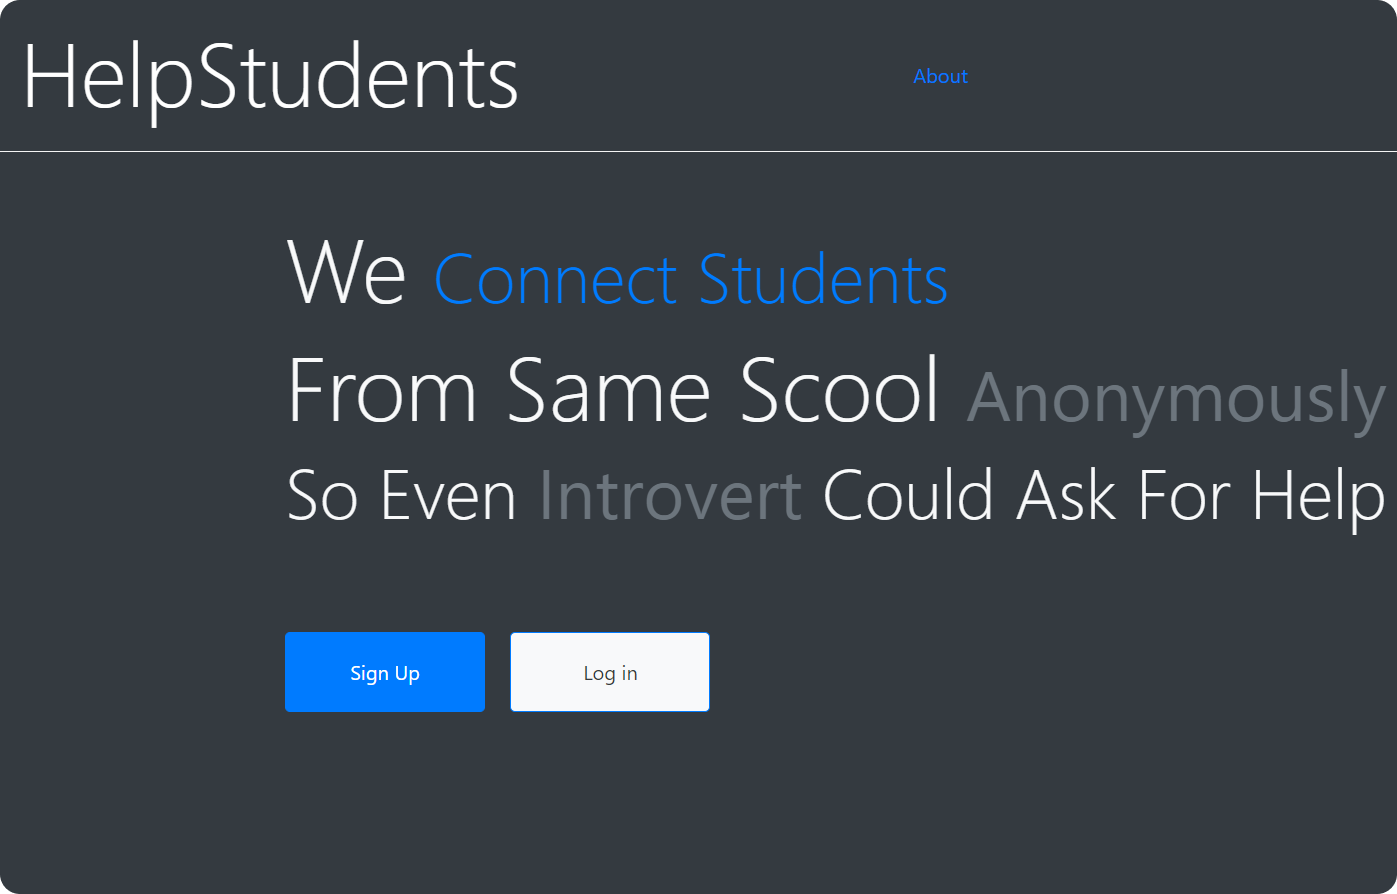 HelpStudents
About
We Connect Students
From Same Scool Anonymously
So Even Introvert Could Ask For Help
Sign Up
Log in